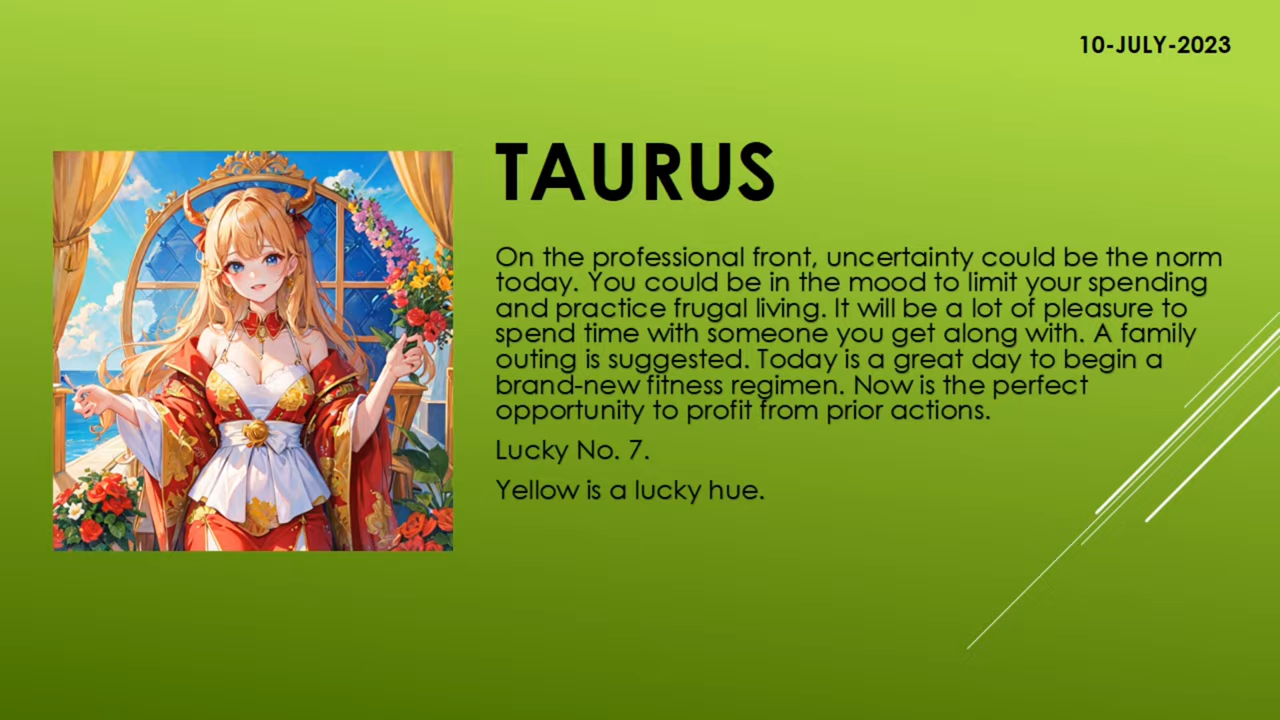 10-JULY-2023
TAURUS
On the professional front, uncertainty could be the norm
today. You could be in the mood to limit your spending
and practice frugal living. It will be a lot of pleasure to
spend time with someone you get along with. A family
outing is suggested. Today is a great day to begin a
brand-new fitness regimen. Now is the perfect
opportunity to profit from prior actions.
Lucky No. 7.
Yellow is a lucky hue.